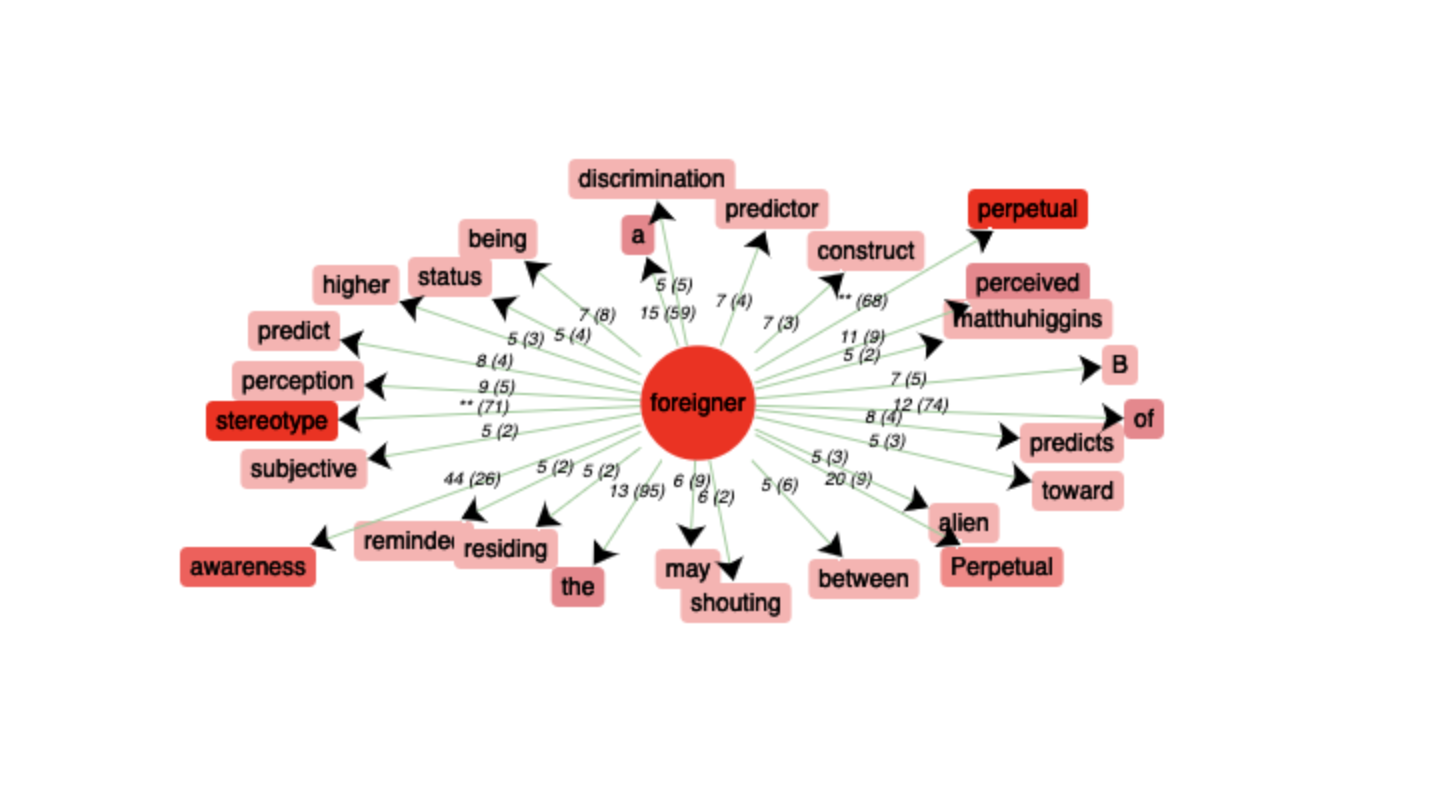 discrimination
predictor
perpetual
a
being
construct
status
higher
perceived
5 (5)
7 (4)
** (68)
15 (59)
7 (8)
7 (3)
matthuhiggins
predict
5 (3)
5 (4)
11 (9)
5 (2)
8 (4)
B
perception
9 (5)
7 (5)
foreigner
** (71)
12 (74)
stereotype
8 (4)
of
5 (2)
5 (3)
predicts
subjective
5 (3)
44 (26)
5 (2)
5 (2)
13 (95)
6 (9)
6 (2)
5 (6)
20 (9)
toward
alien
reminded
residing
awareness
the
may
shouting
between
Perpetual